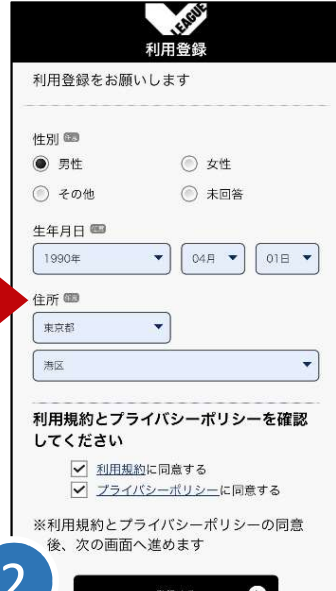 LEAGUE
利用登録
利用登録をお願いします
性別
男性
女性
その他
未回答
生年月日
1990年
04月
01日
住所
東京都
港区
利用規約とプライバシーポリシーを確認
してください
利用規約に同意する
プライバシーポリシーに同意する
※利用規約とプライバシーポリシーの同意
後、次の画面へ進めます
2